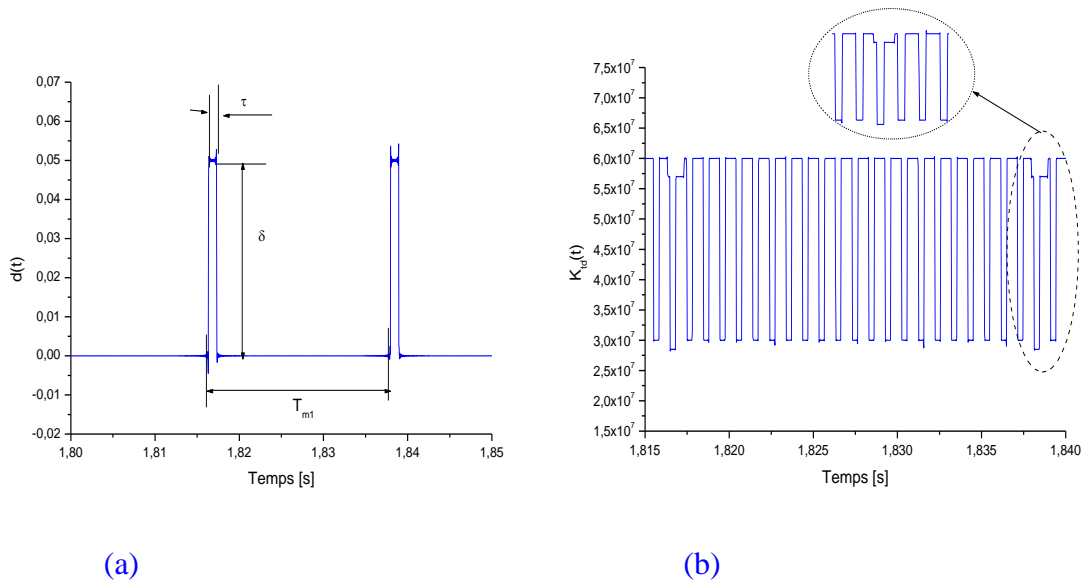 0,07
0,06
0,05
0,04
0,03
0,02
0,01
0,00
-0,01
-0,02
d(t)
τ
δ
T_m1
1,80
1,81
1,82
1,83
1,84
1,85
Temps [s]
(a)
7,5x10^7
7,0x10^7
6,5x10^7
6,0x10^7
5,5x10^7
5,0x10^7
4,5x10^7
4,0x10^7
3,5x10^7
3,0x10^7
2,5x10^7
2,0x10^7
1,5x10^7
K_td(t)
1,815
1,820
1,825
1,830
1,835
1,840
Temps [s]
(b)